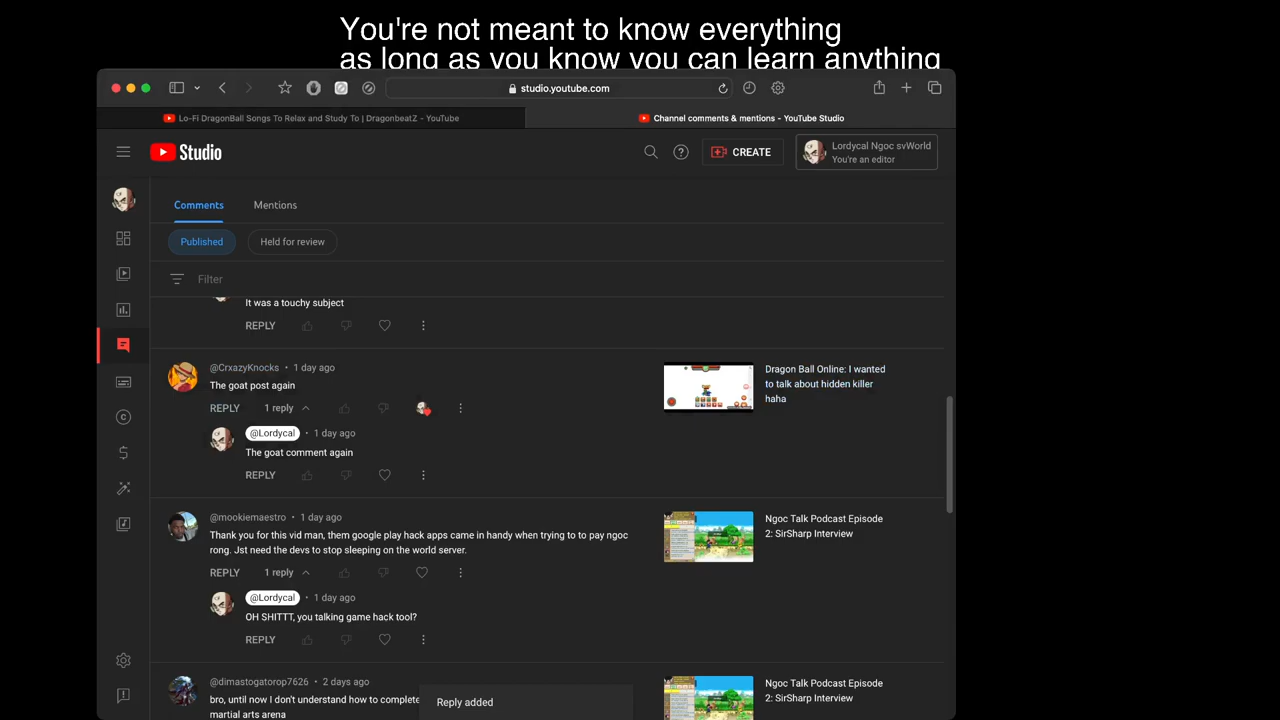 You're not meant to know everything
as long as you know you can learn anything
studio.youtube.com
Lo-Fi DragonBall Songs To Relax and Study To | DragonbeatZ - YouTube
Channel comments & mentions - YouTube Studio
Studio
CREATE
Lordycal Ngoc svWorld
You're an editor
Comments
Mentions
Published
Held for review
Filter
It was a touchy subject
REPLY
@CrxazyKnocks • 1 day ago
The goat post again
REPLY
1 reply
Dragon Ball Online: I wanted
to talk about hidden killer
haha
@Lordycal • 1 day ago
The goat comment again
REPLY
@mookiemaestro • 1 day ago
Thank you for this vid man, them google play hack apps came in handy when trying to to pay ngoc
rong. Jst need the devs to stop sleeping on the world server.
REPLY
1 reply
Ngoc Talk Podcast Episode
2: SirSharp Interview
@Lordycal • 1 day ago
OH SHITTT, you talking game hack tool?
REPLY
@dimastogatorop7626 • 2 days ago
bro, until now I don't understand how to complete
martial arts arena
Ngoc Talk Podcast Episode
2: SirSharp Interview
Reply added